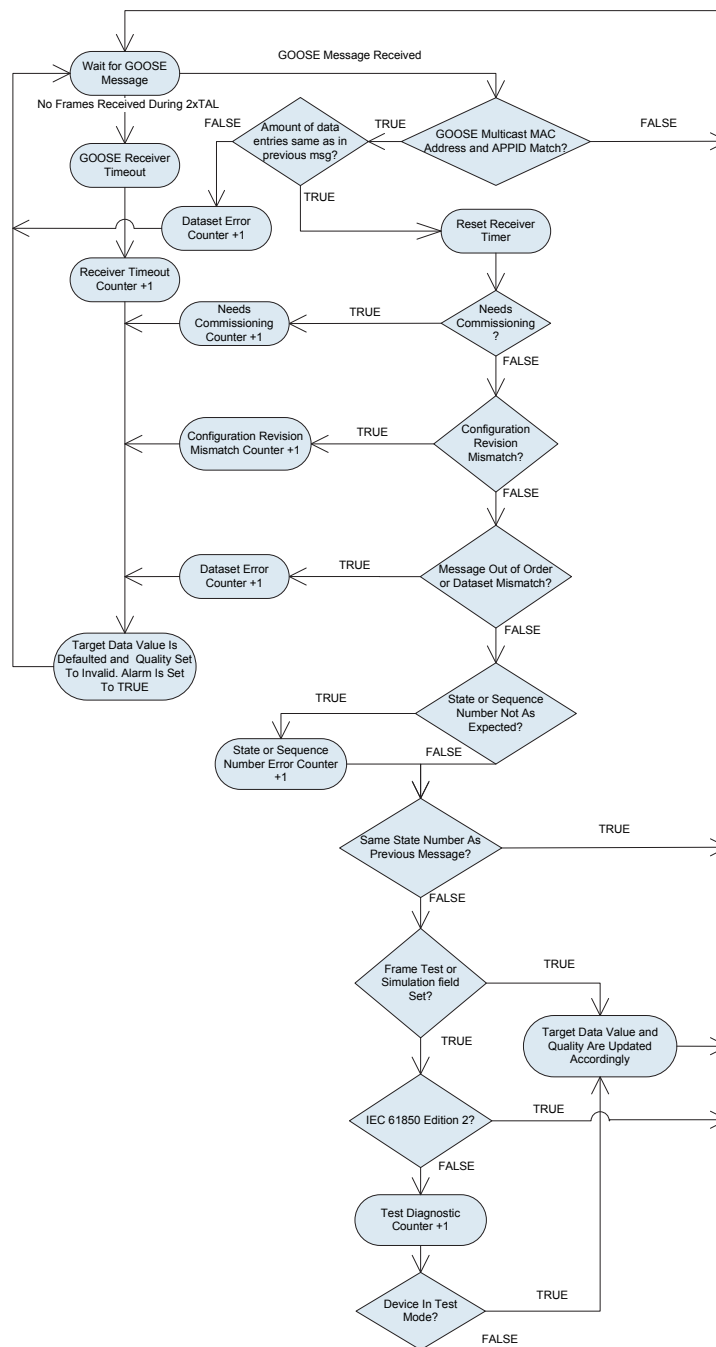 GOOSE Message Received
Wait for GOOSE
Message
No Frames Received During 2xTAL
FALSE
Amount of data
entries same as in
previous msg?
TRUE
GOOSE Multicast MAC
Address and APPID Match?
FALSE
GOOSE Receiver
Timeout
TRUE
Dataset Error
Counter +1
Reset Receiver
Timer
Receiver Timeout
Counter +1
Needs
Commissioning
Counter +1
TRUE
Needs
Commissioning
?
FALSE
Configuration Revision
Mismatch Counter +1
TRUE
Configuration
Revision
Mismatch?
FALSE
Dataset Error
Counter +1
TRUE
Message Out of Order
or Dataset Mismatch?
FALSE
Target Data Value Is
Defaulted and Quality Set
To Invalid. Alarm Is Set
To TRUE
TRUE
State or Sequence
Number Not As
Expected?
State or Sequence
Number Error Counter
+1
FALSE
Same State Number As
Previous Message?
TRUE
FALSE
Frame Test or
Simulation field
Set?
TRUE
TRUE
Target Data Value and
Quality Are Updated
Accordingly
IEC 61850 Edition 2?
TRUE
FALSE
Test Diagnostic
Counter +1
Device In Test
Mode?
TRUE
FALSE